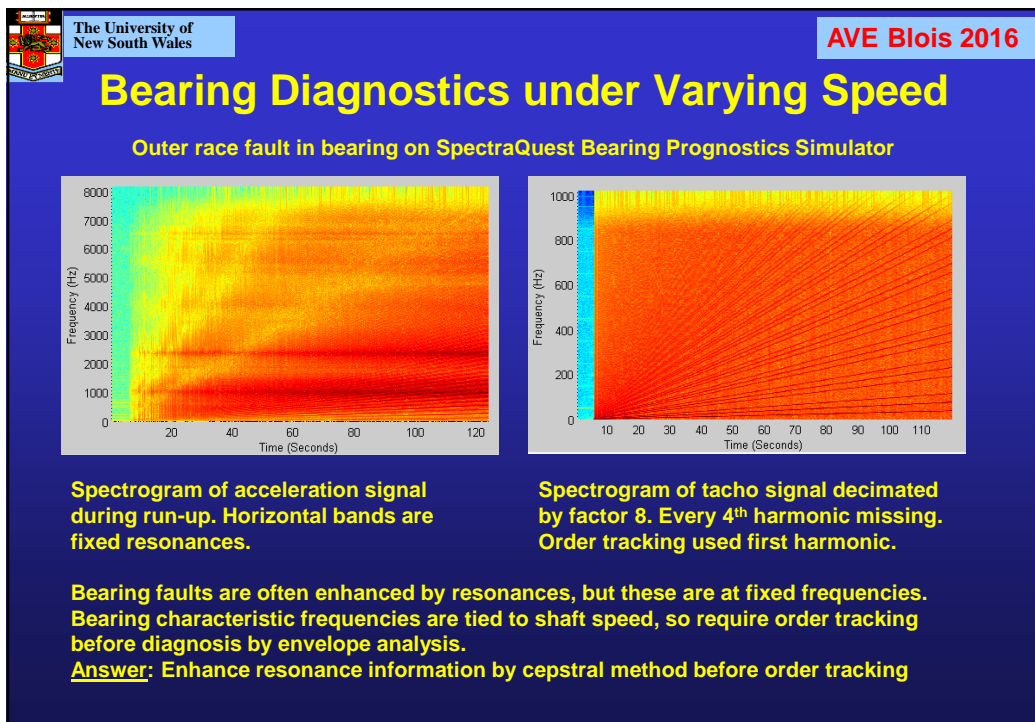 The University of
New South Wales
AVE Blois 2016
Bearing Diagnostics under Varying Speed
Outer race fault in bearing on SpectraQuest Bearing Prognostics Simulator
8000
7000
6000
5000
4000
3000
2000
1000
0
Frequency (Hz)
20 40 60 80 100 120
Time (Seconds)
1000
800
600
400
200
0
Frequency (Hz)
10 20 30 40 50 60 70 80 90 100 110
Time (Seconds)
Spectrogram of acceleration signal
during run-up. Horizontal bands are
fixed resonances.
Spectrogram of tacho signal decimated
by factor 8. Every 4th harmonic missing.
Order tracking used first harmonic.
Bearing faults are often enhanced by resonances, but these are at fixed frequencies.
Bearing characteristic frequencies are tied to shaft speed, so require order tracking
before diagnosis by envelope analysis.
Answer: Enhance resonance information by cepstral method before order tracking